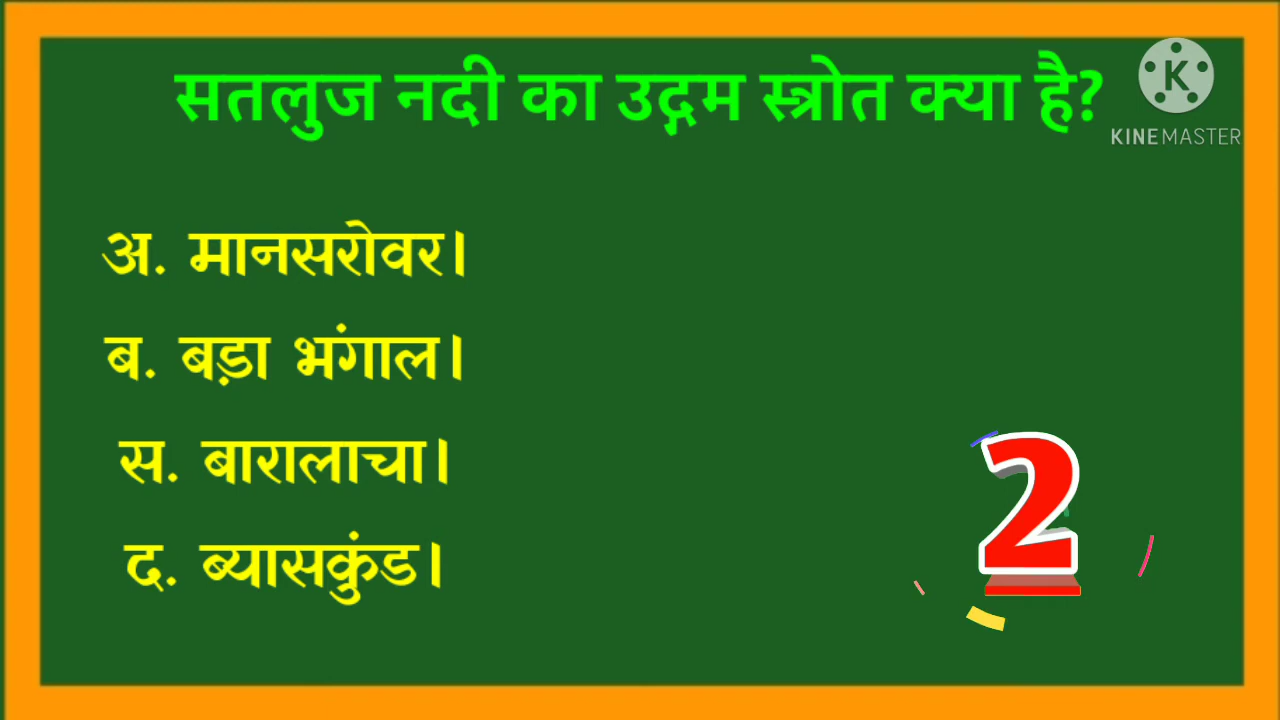 सतलुज नदी का उद्गम स्त्रोत क्या है?
KINEMASTER
अ. मानसरोवर।
ब. बड़ा भंगाल।
स. बारालाचा।
द. ब्यासकुंड।
2